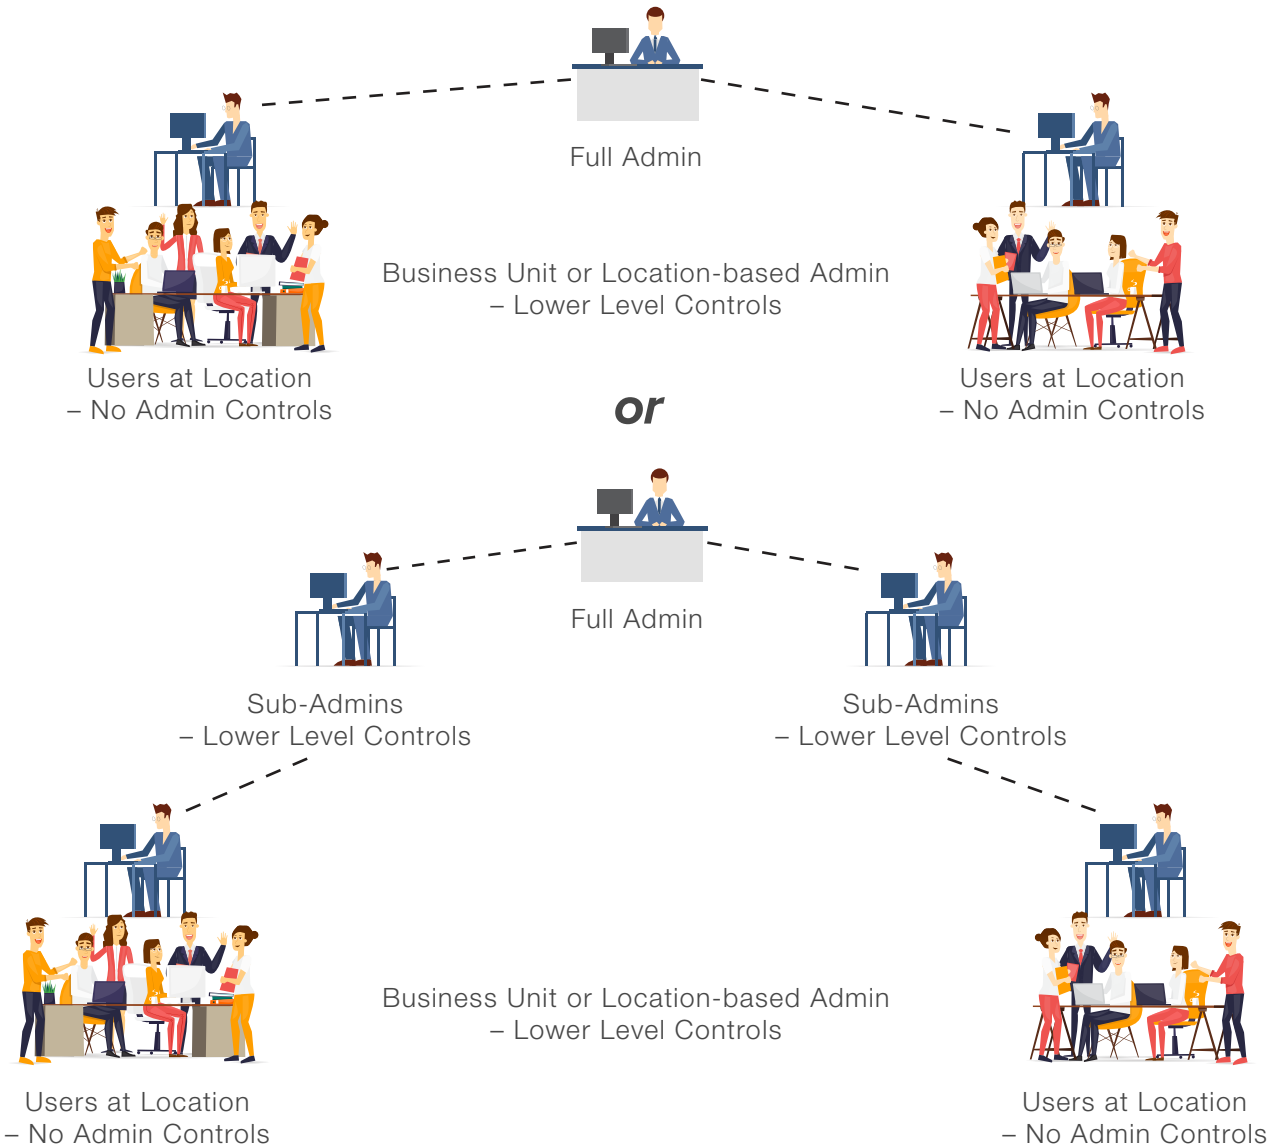 Full Admin
Business Unit or Location-based Admin
– Lower Level Controls
Users at Location
– No Admin Controls
Users at Location
– No Admin Controls
or
Full Admin
Sub-Admins
– Lower Level Controls
Sub-Admins
– Lower Level Controls
Business Unit or Location-based Admin
– Lower Level Controls
Users at Location
– No Admin Controls
Users at Location
– No Admin Controls